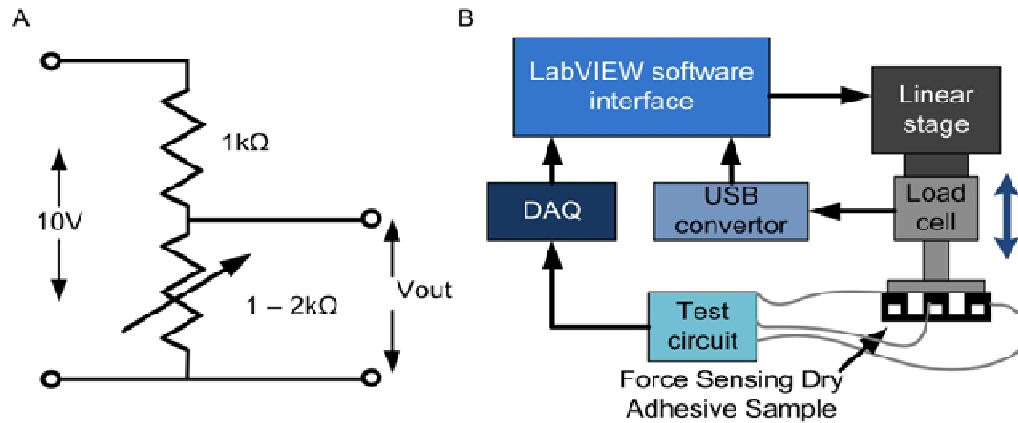 A
1kΩ
10V
1 – 2kΩ
Vout
B
LabVIEW software
interface
Linear
stage
DAQ
USB
convertor
Load
cell
Test
circuit
Force Sensing Dry
Adhesive Sample